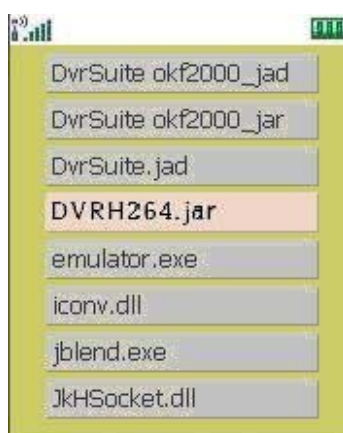 DvrSuite okf2000_jad
DvrSuite okf2000_jar
DvrSuite.jad
DVRH264.jar
emulator.exe
iconv.dll
jblend.exe
JkHSocket.dll